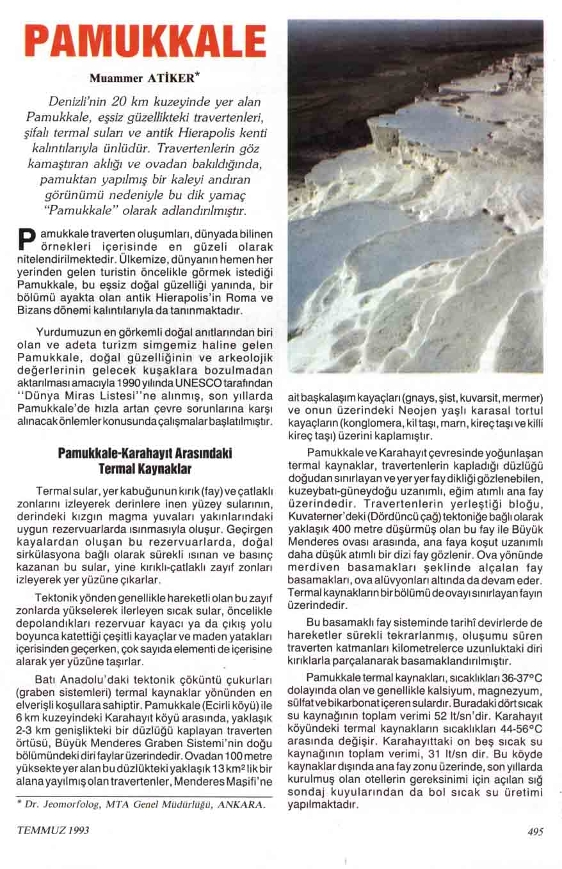 PAMUKKALE
Muammer ATİKER*
Denizli'nin 20 km kuzeyinde yer alan
Pamukkale, eşsiz güzellikteki travertenleri,
şifalı termal suları ve antik Hierapolis kenti
kalıntılarıyla ünlüdür. Travertenlerin göz
kamaştıran aklığı ve ovadan bakıldığında,
pamuktan yapılmış bir kaleyi andıran
görünümü nedeniyle bu dik yamaç
"Pamukkale" olarak adlandırılmıştır.
Pamukkale traverten oluşumları, dünyada bilinen
örnekleri içerisinde en güzeli olarak
nitelendirilmektedir. Ülkemize, dünyanın hemen her
yerinden gelen turistin öncelikle görmek istediği
Pamukkale, bu eşsiz doğal güzelliği yanında, bir
bölümü ayakta olan antik Hierapolis'in Roma ve
Bizans dönemi kalıntılarıyla da tanınmaktadır.
Yurdumuzun en görkemli doğal anıtlarından biri
olan ve adeta turizm simgemiz haline gelen
Pamukkale, doğal güzelliğinin ve arkeolojik
değerlerinin gelecek kuşaklara bozulmadan
aktarılması amacıyla 1990 yılında UNESCO tarafından
"Dünya Miras Listesi"ne alınmış, son yıllarda
Pamukkale'de hızla artan çevre sorunlarına karşı
alınacak önlemler konusunda çalışmalar başlatılmıştır.
Pamukkale-Karahayıt Arasındaki
Termal Kaynaklar
Termal sular, yer kabuğunun kırık (fay) ve çatlaklı
zonlarını izleyerek derinlere inen yüzey sularının,
derindeki kızgın magma yuvaları yakınlarındaki
uygun rezervuarlarda ısınmasıyla oluşur. Geçirgen
kayalardan oluşan bu rezervuarlarda, doğal
sirkülasyona bağlı olarak sürekli ısınan ve basınç
kazanan bu sular, yine kırıklı-çatlaklı zayıf zonları
izleyerek yer yüzüne çıkarlar.
Tektonik yönden genellikle hareketli olan bu zayıf
zonlarda yükselerek ilerleyen sıcak sular, öncelikle
depolandıkları rezervuar kayacı ya da çıkış yolu
boyunca katettiği çeşitli kayaçlar ve maden yatakları
içerisinden geçerken, çok sayıda elementi de içerisine
alarak yer yüzüne taşırlar.
Batı Anadolu'daki tektonik çöküntü çukurları
(graben sistemleri) termal kaynaklar yönünden en
elverişli koşullara sahiptir. Pamukkale (Ecirli köyü) ile
6 km kuzeyindeki Karahayıt köyü arasında, yaklaşık
2-3 km genişlikteki bir düzlüğü kaplayan traverten
örtüsü, Büyük Menderes Graben Sistemi'nin doğu
bölümündeki diri faylar üzerindedir. Ovadan 100 metre
yüksekte yer alan bu düzlükteki yaklaşık 13 km² lik bir
alana yayılmış olan travertenler, Menderes Masifi'ne
* Dr. Jeomorfolog, MTA Genel Müdürlüğü, ANKARA.
ait başkalaşım kayaçları (gnays, şist, kuvarsit, mermer)
ve onun üzerindeki Neojen yaşlı karasal tortul
kayaçların (konglomera, kil taşı, marn, kireç taşı ve killi
kireç taşı) üzerini kaplamıştır.
Pamukkale ve Karahayıt çevresinde yoğunlaşan
termal kaynaklar, travertenlerin kapladığı düzlüğü
doğudan sınırlayan ve yer yer fay dikliği gözlenebilen,
kuzeybatı-güneydoğu uzanımlı, eğim atımlı ana fay
üzerindedir. Travertenlerin yerleştiği bloğu,
Kuvaterner'deki (Dördüncü çağ) tektoniğe bağlı olarak
yaklaşık 400 metre düşürmüş olan bu fay ile Büyük
Menderes ovası arasında, ana faya koşut uzanımlı
daha düşük atımlı bir dizi fay gözlenir. Ova yönünde
merdiven basamakları şeklinde alçalan fay
basamakları, ova alüvyonları altında da devam eder.
Termal kaynakların bir bölümü de ovayı sınırlayan fayın
üzerindedir.
Bu basamaklı fay sisteminde tarihî devirlerde de
hareketler sürekli tekrarlanmış, oluşumu süren
traverten katmanları kilometrelerce uzunluktaki diri
kırıklarla parçalanarak basamaklandırılmıştır.
Pamukkale termal kaynakları, sıcaklıkları 36-37°C
dolayında olan ve genellikle kalsiyum, magnezyum,
sülfat ve bikarbonat içeren sulardır. Buradaki dört sıcak
su kaynağının toplam verimi 52 lt/sn'dir. Karahayıt
köyündeki termal kaynakların sıcaklıkları 44-56°C
arasında değişir. Karahayıttaki on beş sıcak su
kaynağının toplam verimi, 31 lt/sn dir. Bu köyde
kaynaklar dışında ana fay zonu üzerinde, son yıllarda
kurulmuş olan otellerin gereksinimi için açılan sığ
sondaj kuyularından da bol sıcak su üretimi
yapılmaktadır.
TEMMUZ 1993
495